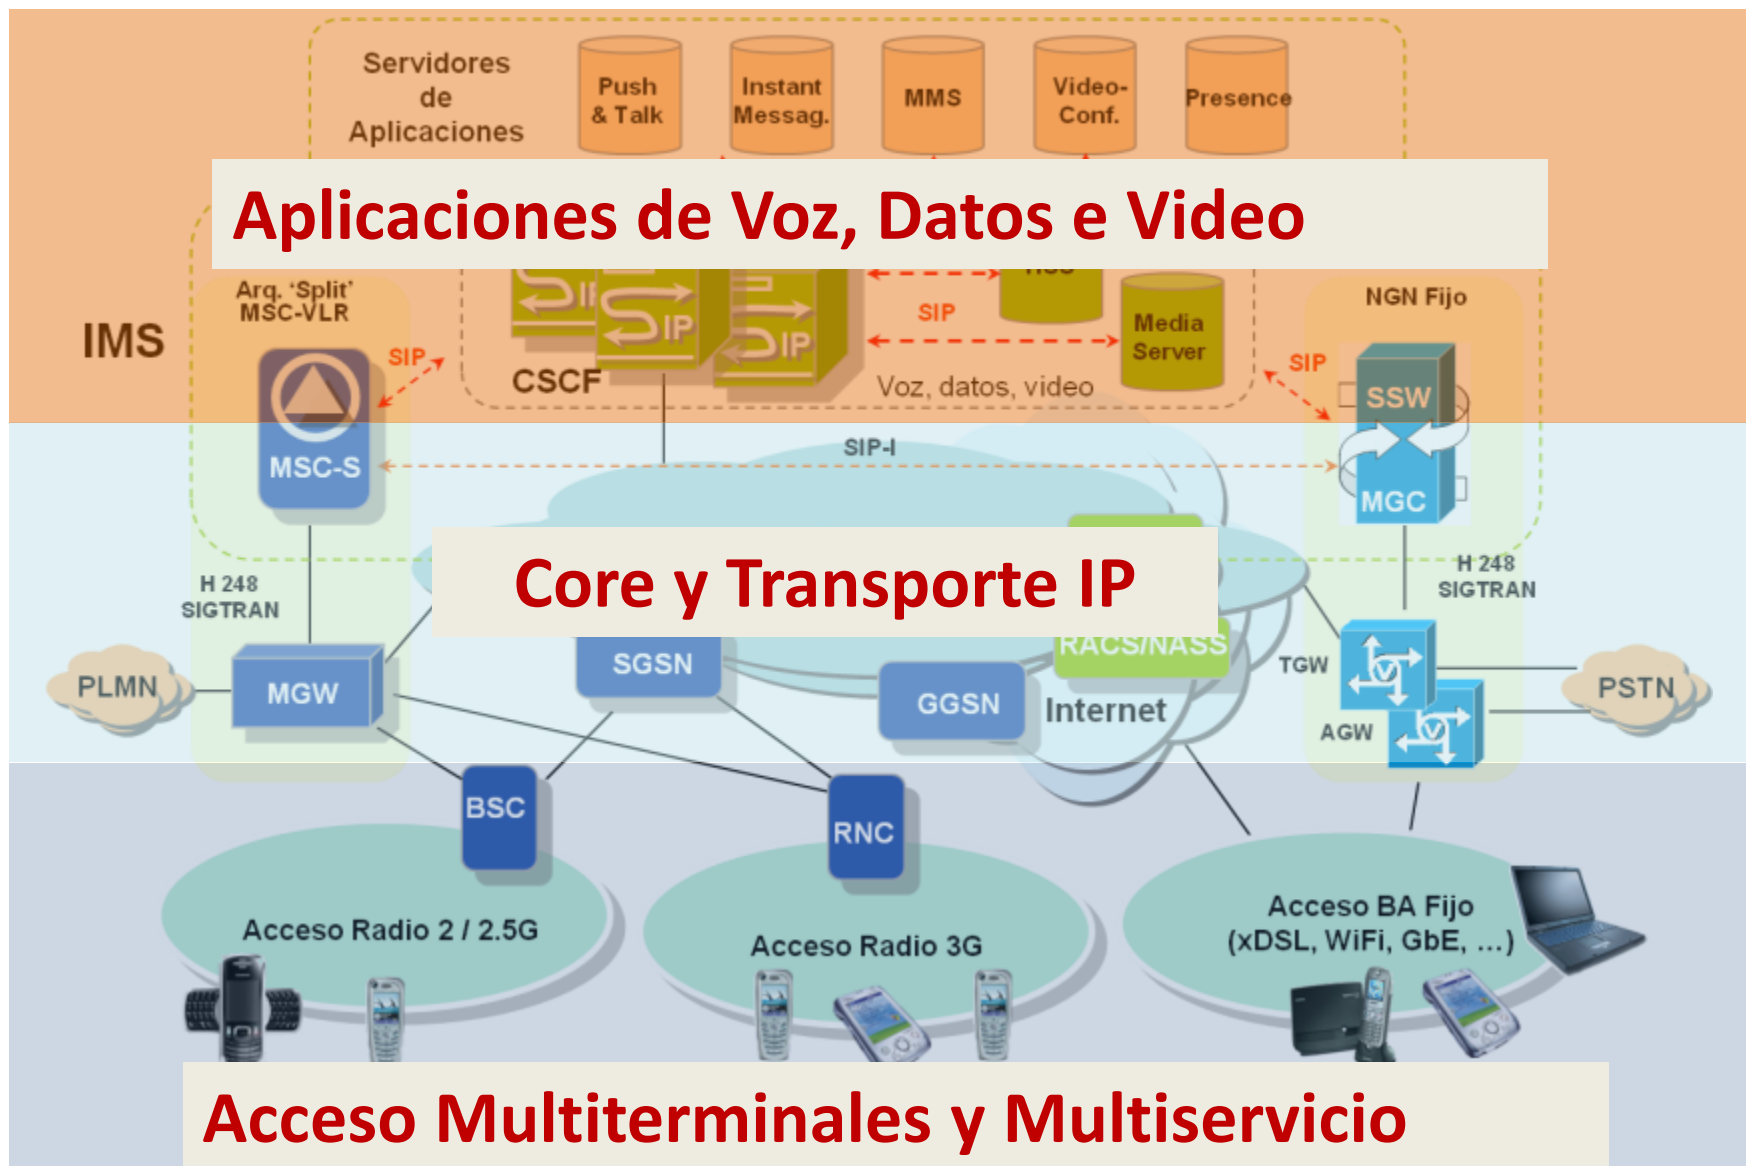 Servidores
de
Aplicaciones
Push
& Talk
Instant
Messag.
MMS
Video-
Conf.
Presence
Aplicaciones de Voz, Datos e Video
Arq. ‘Split’
MSC-VLR
IMS
SIP
MSC-S
SIP
IP
IP
CSCF
SIP
Media
Server
Voz, datos, video
NGN Fijo
SIP
SSW
MGC
SIP-I
Core y Transporte IP
H 248
SIGTRAN
H 248
SIGTRAN
PLMN
MGW
SGSN
GGSN
RACS/NASS
Internet
TGW
V
AGW
V
PSTN
BSC
RNC
Acceso Radio 2 / 2.5G
Acceso Radio 3G
Acceso BA Fijo
(xDSL, WiFi, GbE, ...)
Acceso Multiterminales y Multiservicio